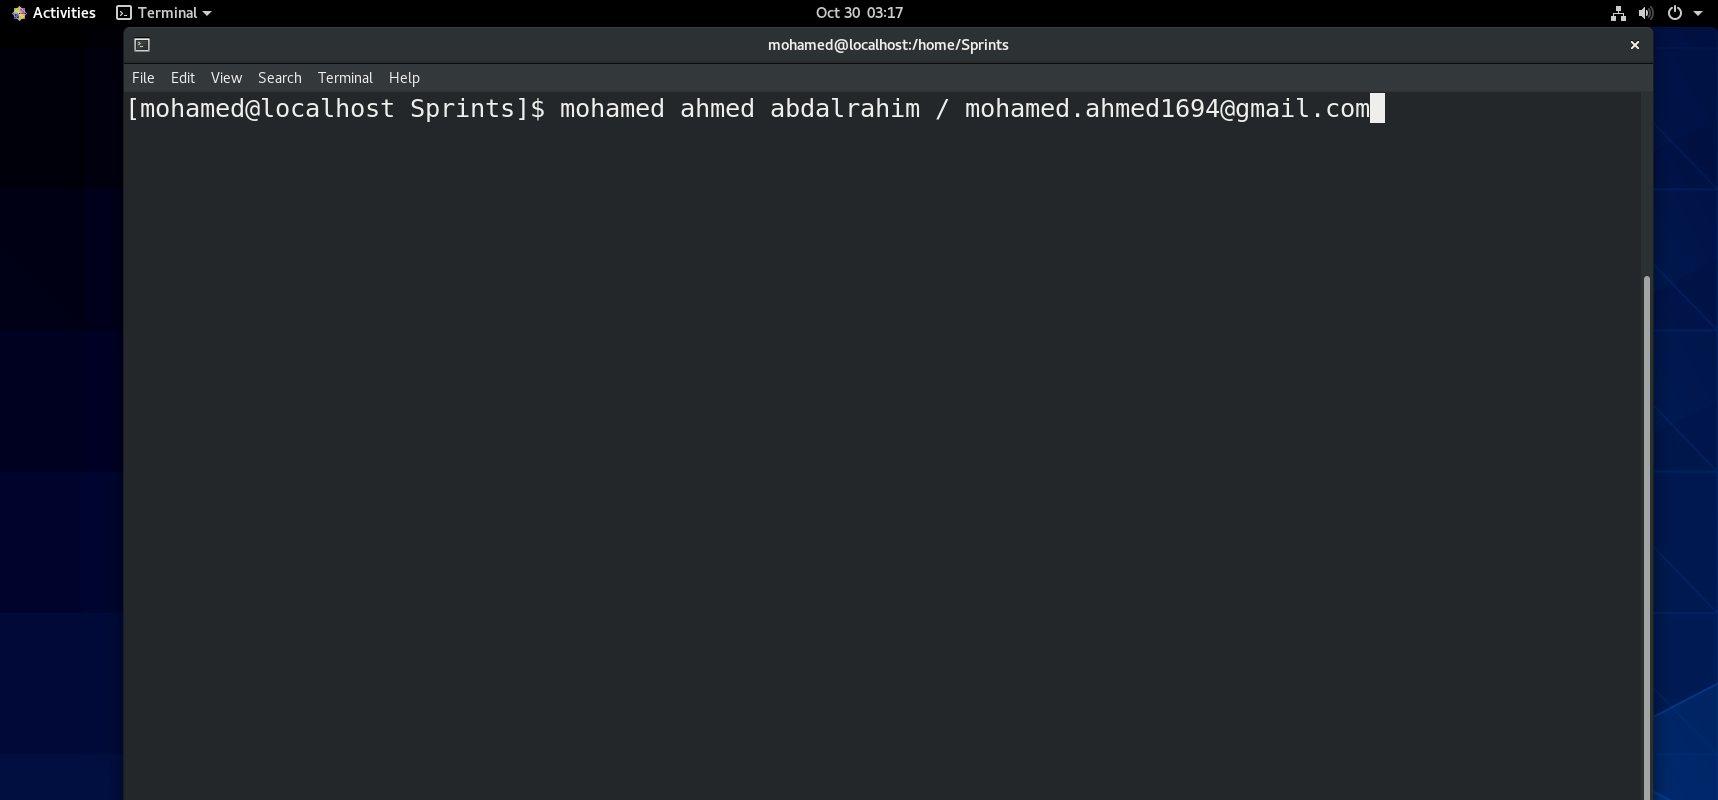 Activities Terminal Oct 30 03:17
mohamed@localhost:/home/Sprints
File Edit View Search Terminal Help
[mohamed@localhost Sprints]$ mohamed ahmed abdalrahim / mohamed.ahmed1694@gmail.com